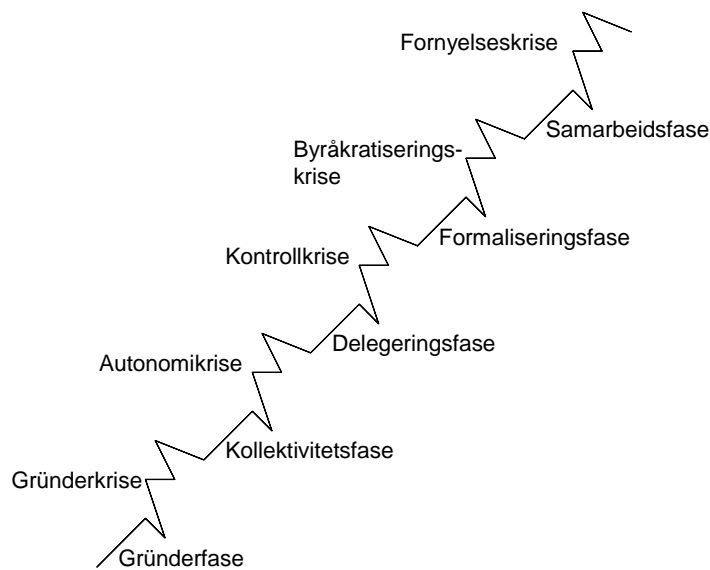 Fornyelseskrise
Samarbeidsfase
Byråkratiserings-
krise
Formaliseringsfase
Kontrollkrise
Delegeringsfase
Autonomikrise
Kollektivitetsfase
Gründerkrise
Gründerfase